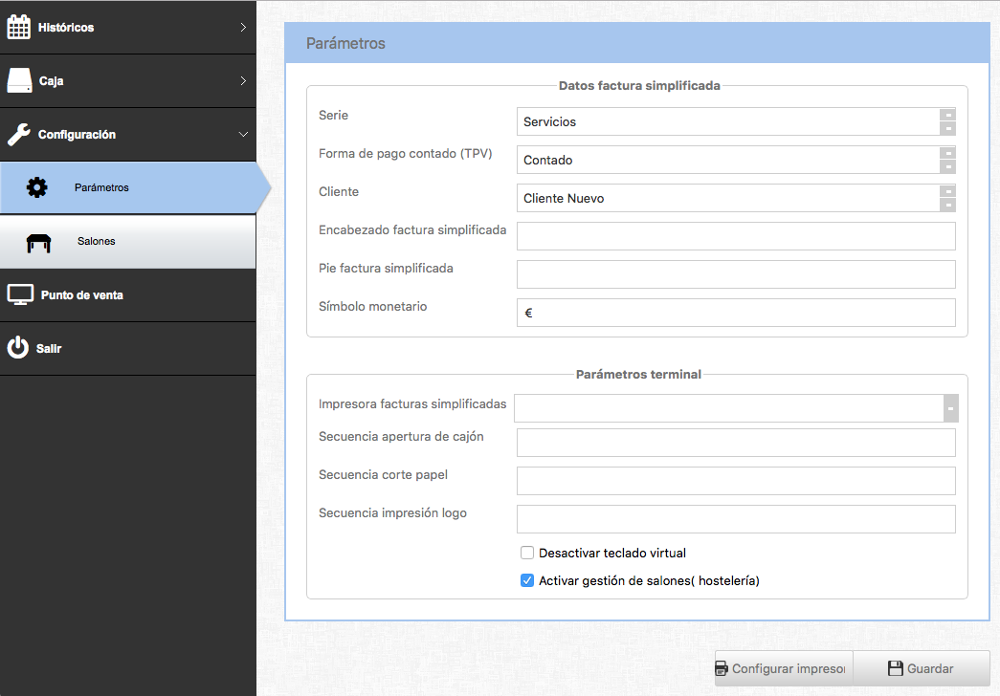 Históricos
Caja
Configuración
Parámetros
Salones
Punto de venta
Salir
Parámetros
Datos factura simplificada
Serie
Servicios
Forma de pago contado (TPV)
Contado
Cliente
Cliente Nuevo
Encabezado factura simplificada
Pie factura simplificada
Símbolo monetario
€
Parámetros terminal
Impresora facturas simplificadas
Secuencia apertura de cajón
Secuencia corte papel
Secuencia impresión logo
Desactivar teclado virtual
Activar gestión de salones( hostelería)
Configurar impresor
Guardar